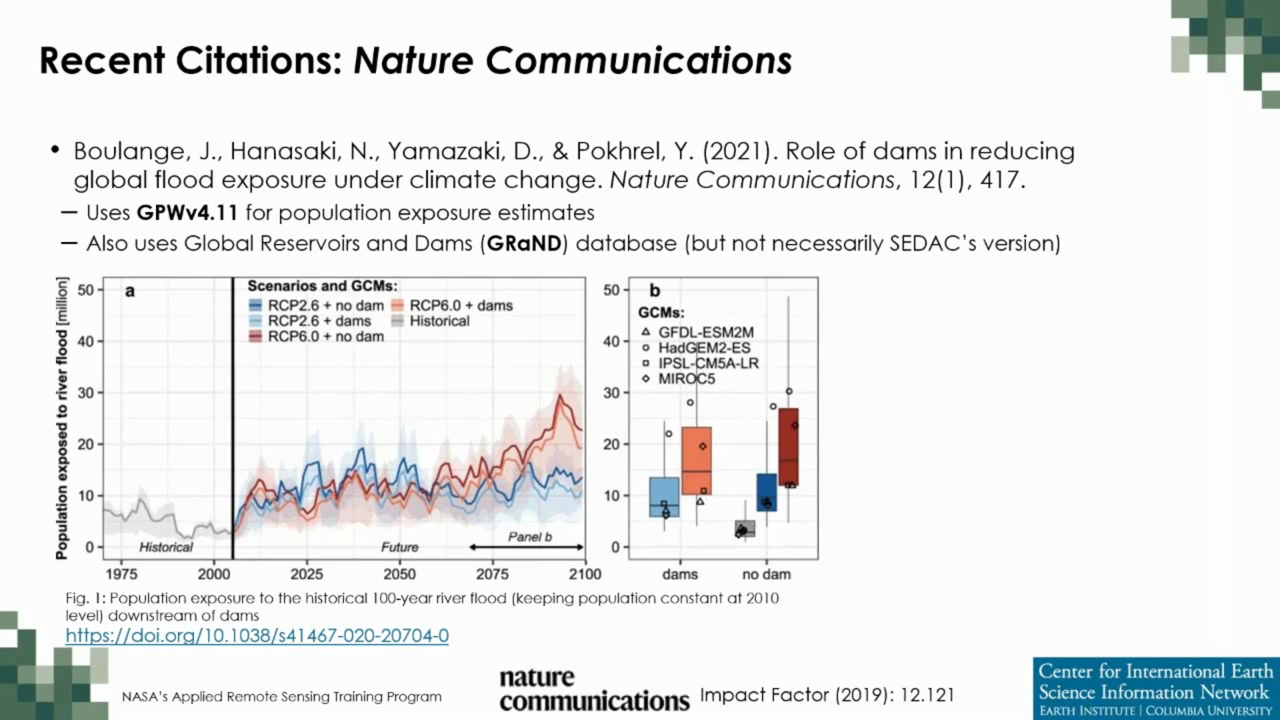 Recent Citations: Nature Communications
• Boulange, J., Hanasaki, N., Yamazaki, D., & Pokhrel, Y. (2021). Role of dams in reducing
global flood exposure under climate change. Nature Communications, 12(1), 417.
– Uses GPWv4.11 for population exposure estimates
– Also uses Global Reservoirs and Dams (GRaND) database (but not necessarily SEDAC's version)
Population exposed to river flood [million]
50
40
30
20
10
0
a
Scenarios and GCMs:
RCP2.6 + no dam
RCP2.6 + dams
RCP6.0 + no dam
RCP6.0 + dams
Historical
Historical
Future
Panel b
1975
2000
2025
2050
2075
2100
50
40
30
20
10
0
b
GCMs:
GFDL-ESM2M
HadGEM2-ES
IPSL-CM5A-LR
MIROC5
dams
no dam
Fig. 1: Population exposure to the historical 100-year river flood (keeping population constant at 2010
level) downstream of dams
https://doi.org/10.1038/s41467-020-20704-0
NASA's Applied Remote Sensing Training Program
nature
communications
Impact Factor (2019): 12.121
Center for International Earth
Science Information Network
EARTH INSTITUTE | COLUMBIA UNIVERSITY